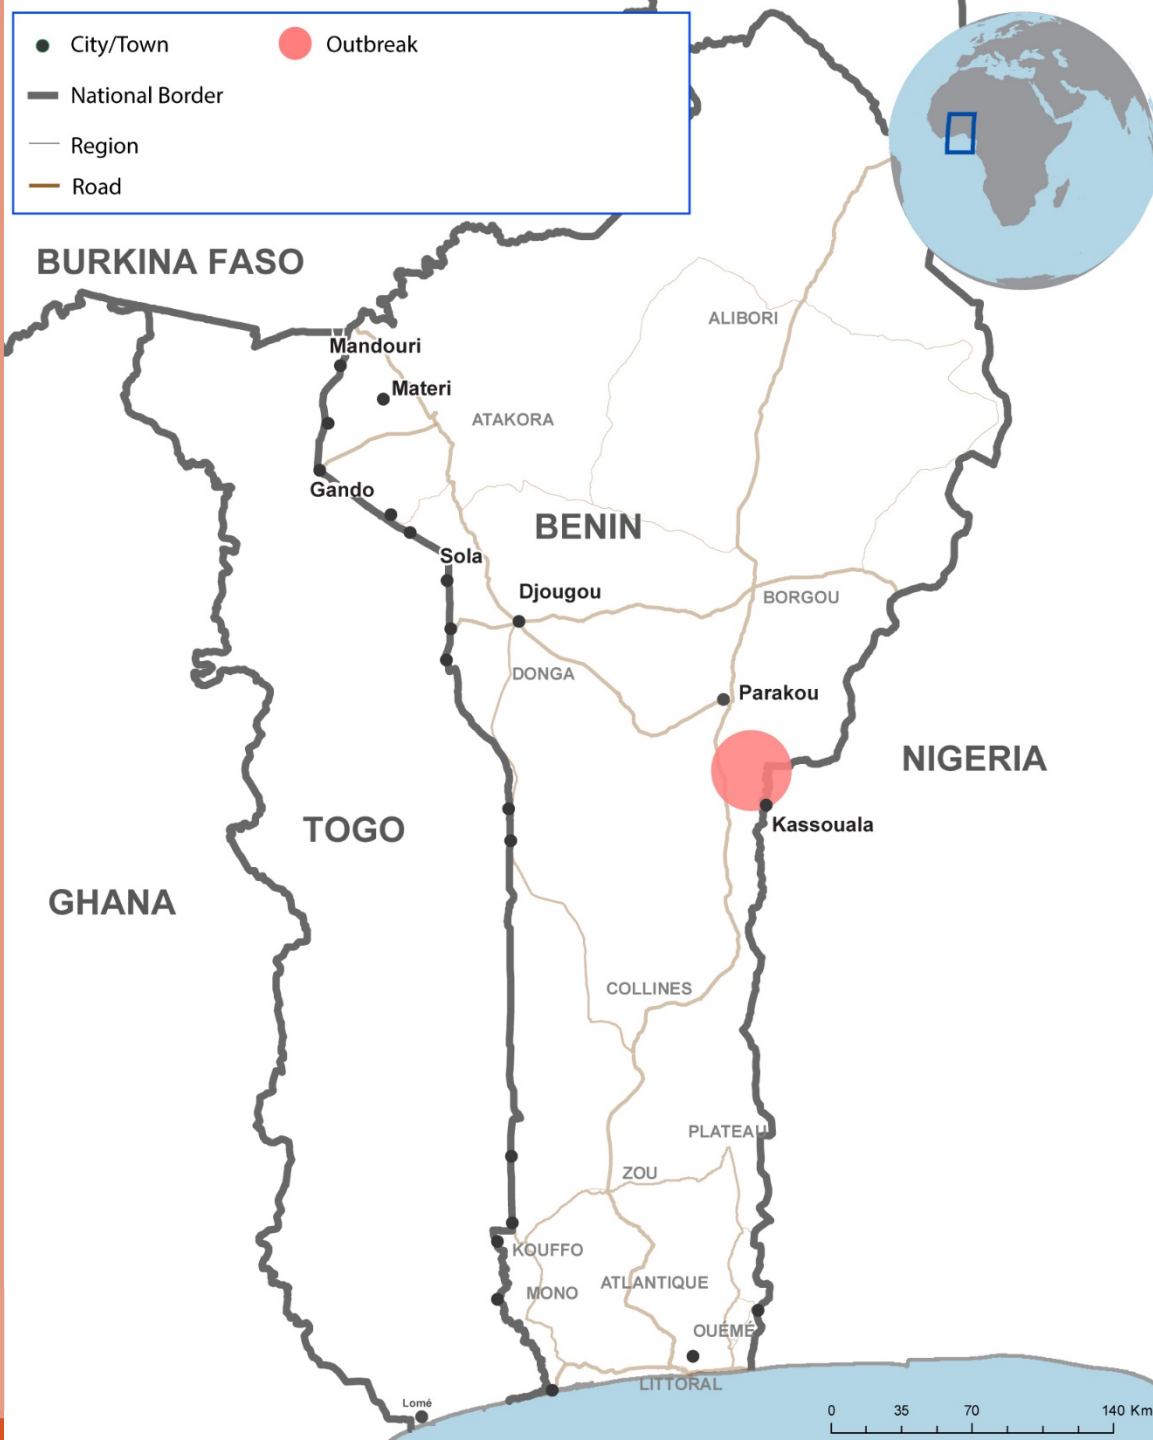 City/Town
Outbreak
National Border
Region
Road
BURKINA FASO
ALIBORI
Mandouri
Materi
ATAKORA
Gando
BENIN
Sola
Djougou
BORGOU
DONGA
Parakou
NIGERIA
TOGO
Kassouala
GHANA
COLLINES
PLATEAU
ZOU
KOUFFO
ATLANTIQUE
MONO
OUÉMÉ
LITTORAL
Lomé
0 35 70 140 Km